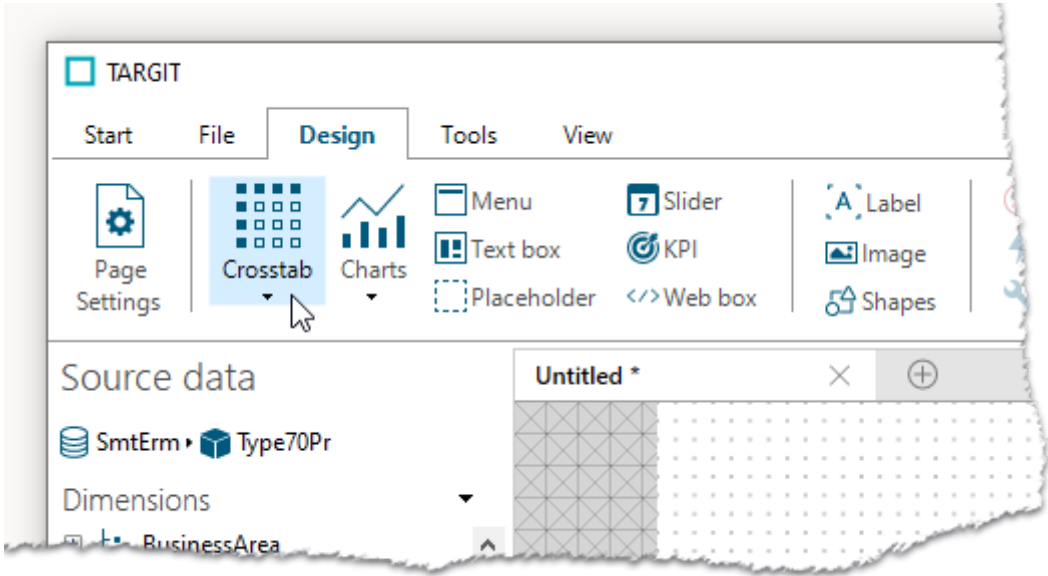 TARGIT
Start File Design Tools View
Page Settings
Crosstab
Charts
Menu
Text box
Placeholder
7 Slider
KPI
</> Web box
A Label
Image
Shapes
Source data
Untitled *
SmtErm Type70Pr
Dimensions
BusinessArea